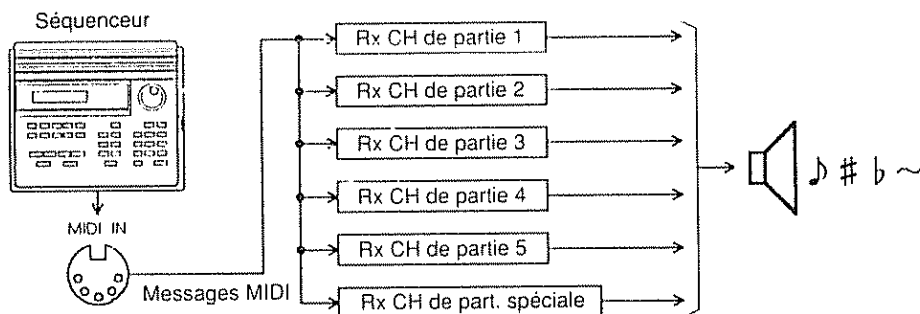 Séquenceur
Rx CH de partie 1
Rx CH de partie 2
Rx CH de partie 3
Rx CH de partie 4
Rx CH de partie 5
Rx CH de part. spéciale
MIDI IN
Messages MIDI
♪ # ♭ ~